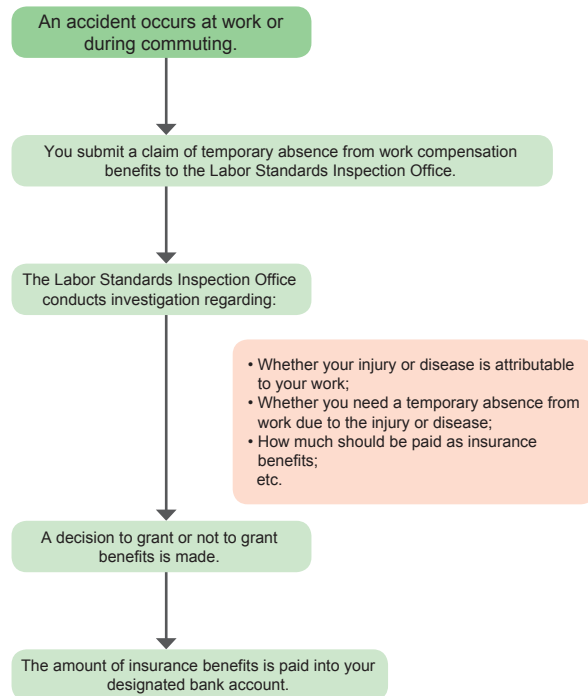 An accident occurs at work or
during commuting.
You submit a claim of temporary absence from work compensation
benefits to the Labor Standards Inspection Office.
The Labor Standards Inspection Office
conducts investigation regarding:
• Whether your injury or disease is attributable
to your work;
• Whether you need a temporary absence from
work due to the injury or disease;
• How much should be paid as insurance
benefits;
etc.
A decision to grant or not to grant
benefits is made.
The amount of insurance benefits is paid into your
designated bank account.